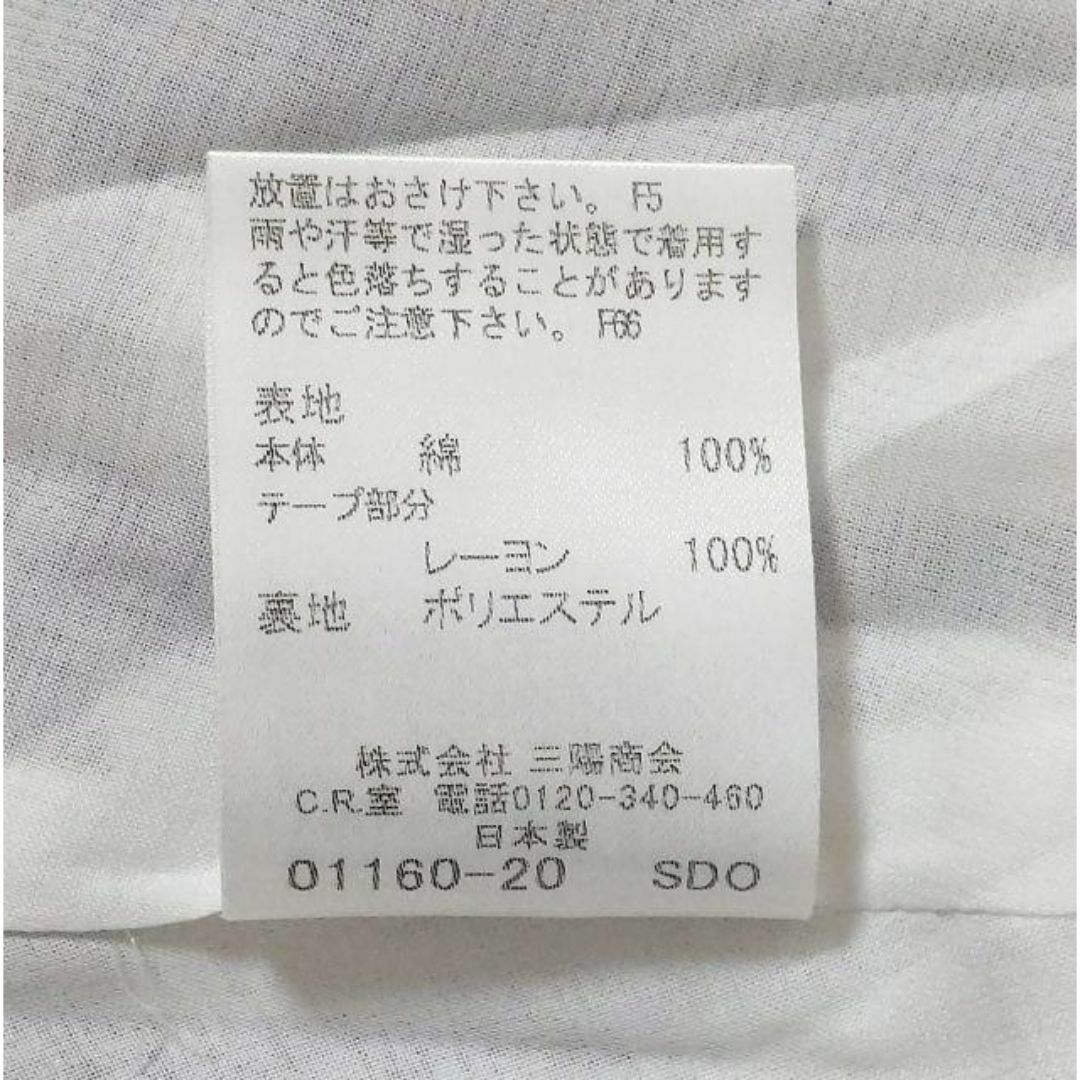 放置はおさけ下さい。 F5
雨や汗等で湿った状態で着用す
ると色落ちすることがあります
のでご注意下さい。 F66
表地
本体 綿 100%
テープ部分
レーヨン 100%
裏地 ポリエステル
株式会社 三陽商会
C.R.室 電話0120-340-460
日本製
01160-20 SDO